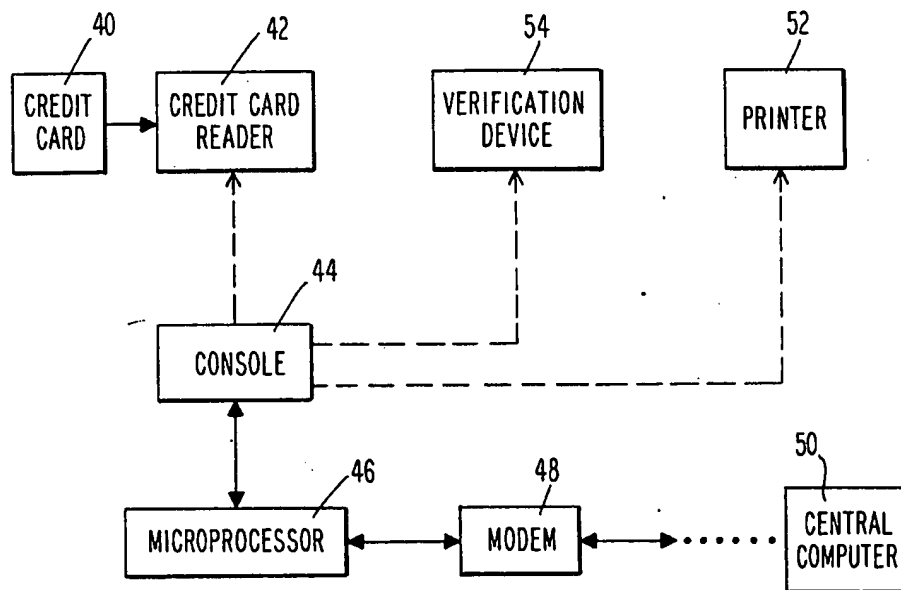 40
42
54
52
CREDIT
CARD
CREDIT CARD
READER
VERIFICATION
DEVICE
PRINTER
44
CONSOLE
46
48
50
MICROPROCESSOR
MODEM
CENTRAL
COMPUTER